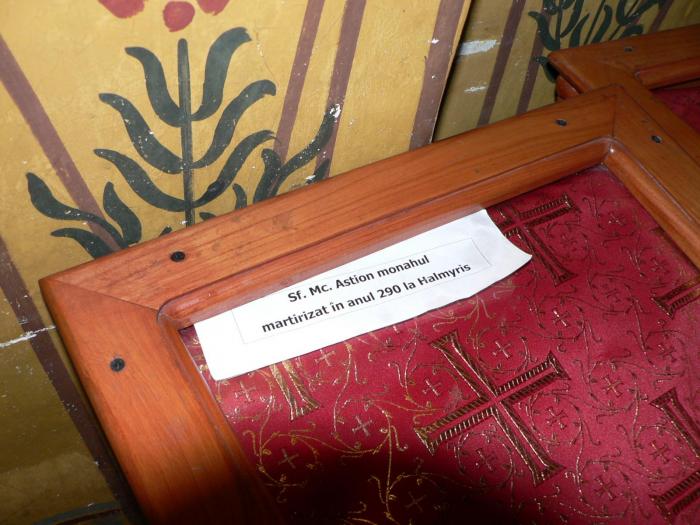 Sf. Mc. Astion monahul
martirizat în anul 290 la Halmyris